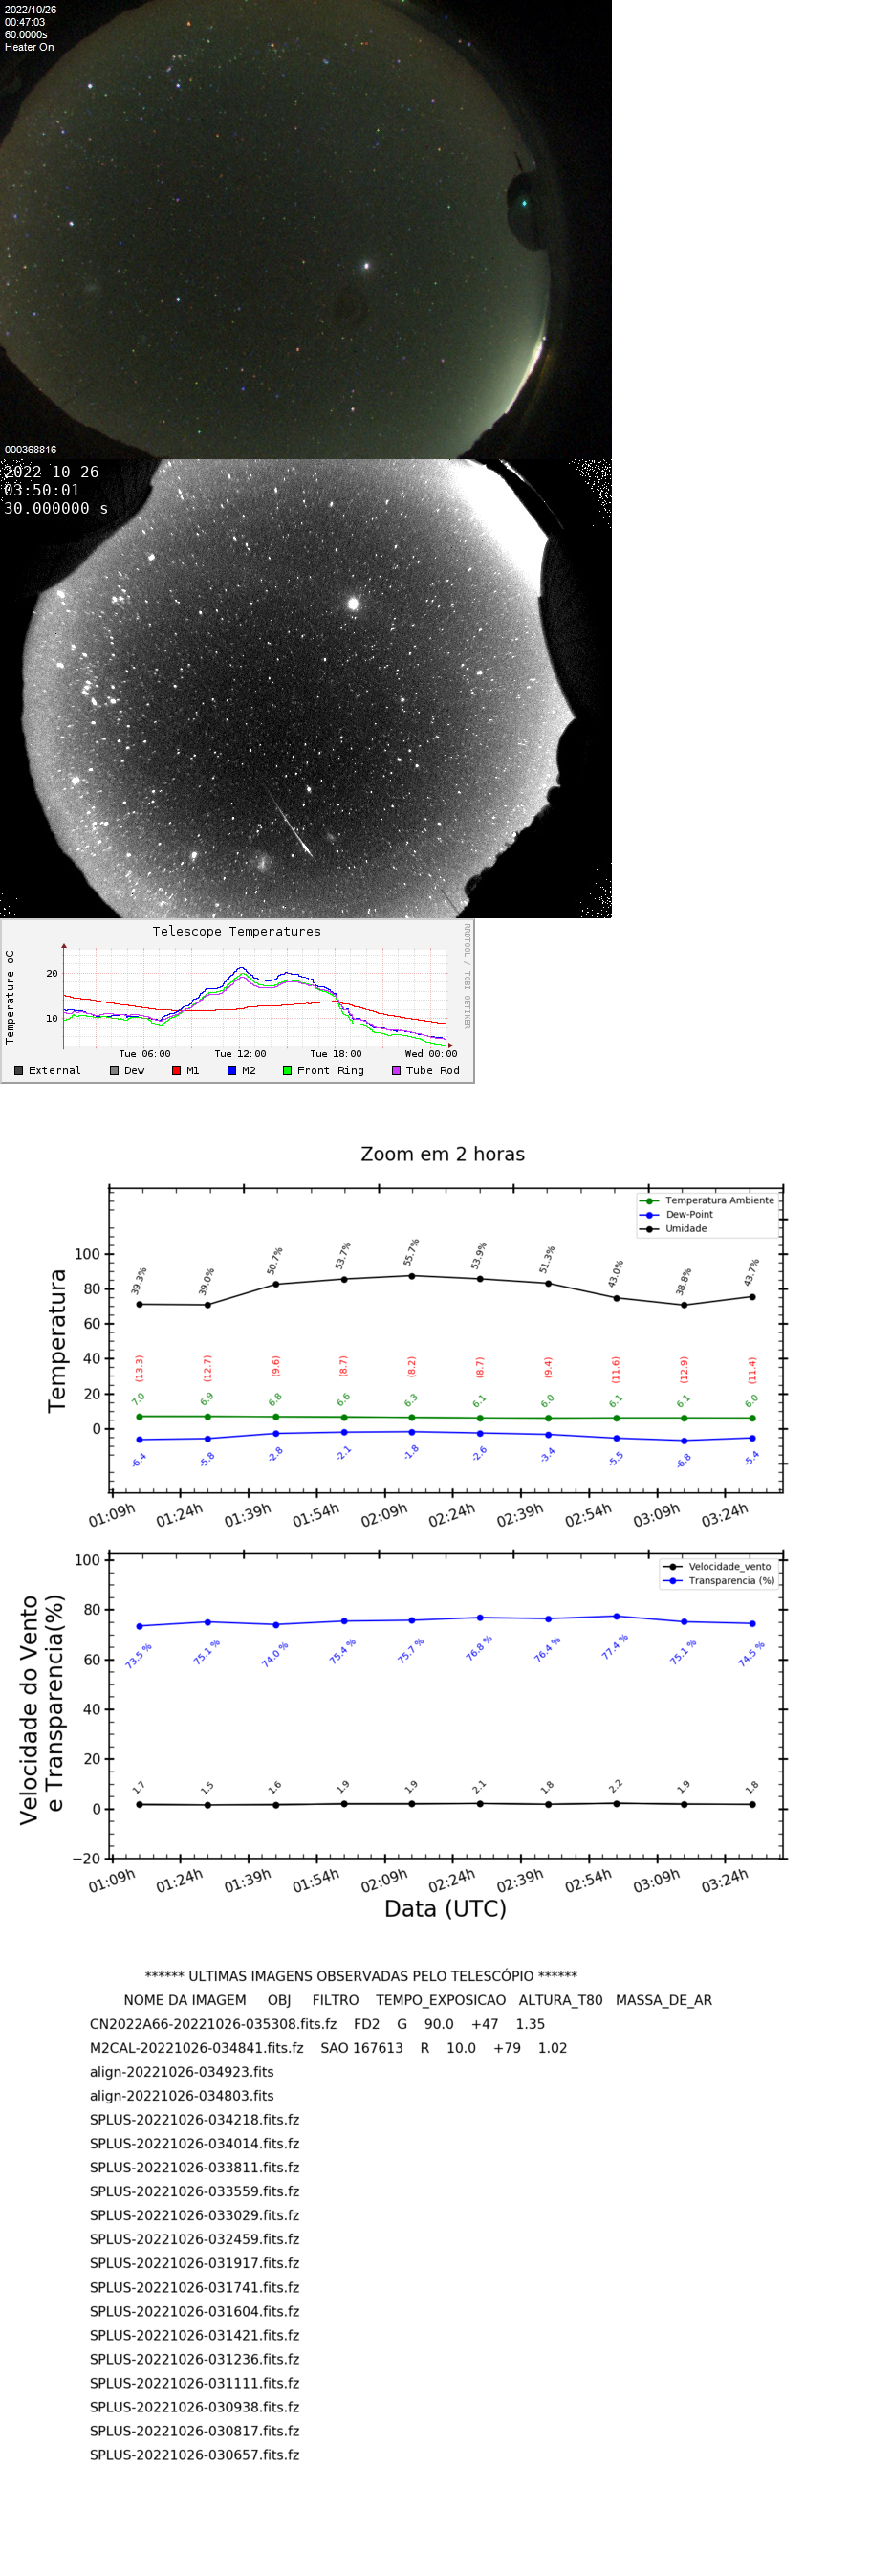 2022/10/26
00:47:03
60.0000s
Heater On
000368816
2022-10-26
03:50:01
30.000000 s
Telescope Temperatures
RRDTOOL / TOBI OETIKER
Temperature oC
20
10
Tue 06:00 Tue 12:00 Tue 18:00 Wed 00:00
External Dew M1 M2 Front Ring Tube Rod
Zoom em 2 horas
Temperatura Ambiente
Dew-Point
Umidade
Temperatura
100
80
60
40
20
0
39.3% 39.0% 50.7% 53.7% 55.7% 53.9% 51.3% 43.0% 38.8% 43.7%
(13.3) (12.7) (9.6) (8.7) (8.2) (8.7) (9.4) (11.6) (12.9) (11.4)
7.0 6.9 6.8 6.6 6.3 6.1 6.0 6.1 6.1 6.0
-6.4 -5.8 -2.8 -2.1 -1.8 -2.6 -3.4 -5.5 -6.8 -5.4
01:09h 01:24h 01:39h 01:54h 02:09h 02:24h 02:39h 02:54h 03:09h 03:24h
Velocidade do Vento
e Transparencia(%)
Velocidade_vento
Transparencia (%)
100
80
60
40
20
0
−20
73.5 % 75.1 % 74.0 % 75.4 % 75.7 % 76.8 % 76.4 % 77.4 % 75.1 % 74.5 %
1.7 1.5 1.6 1.9 1.9 2.1 1.8 2.2 1.9 1.8
01:09h 01:24h 01:39h 01:54h 02:09h 02:24h 02:39h 02:54h 03:09h 03:24h
Data (UTC)
****** ULTIMAS IMAGENS OBSERVADAS PELO TELESCÓPIO ******
NOME DA IMAGEM OBJ FILTRO TEMPO_EXPOSICAO ALTURA_T80 MASSA_DE_AR
CN2022A66-20221026-035308.fits.fz FD2 G 90.0 +47 1.35
M2CAL-20221026-034841.fits.fz SAO 167613 R 10.0 +79 1.02
align-20221026-034923.fits
align-20221026-034803.fits
SPLUS-20221026-034218.fits.fz
SPLUS-20221026-034014.fits.fz
SPLUS-20221026-033811.fits.fz
SPLUS-20221026-033559.fits.fz
SPLUS-20221026-033029.fits.fz
SPLUS-20221026-032459.fits.fz
SPLUS-20221026-031917.fits.fz
SPLUS-20221026-031741.fits.fz
SPLUS-20221026-031604.fits.fz
SPLUS-20221026-031421.fits.fz
SPLUS-20221026-031236.fits.fz
SPLUS-20221026-031111.fits.fz
SPLUS-20221026-030938.fits.fz
SPLUS-20221026-030817.fits.fz
SPLUS-20221026-030657.fits.fz